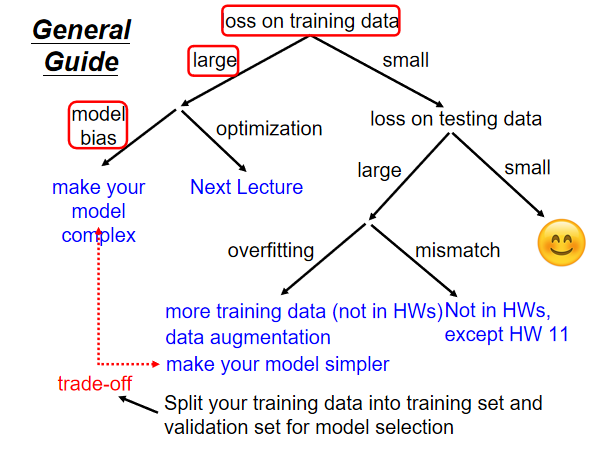 General
Guide
oss on training data
large
small
model
bias
optimization
loss on testing data
make your
model
complex
Next Lecture
large
small
overfitting
mismatch
more training data (not in HWs)
data augmentation
make your model simpler
Not in HWs,
except HW 11
trade-off
Split your training data into training set and
validation set for model selection